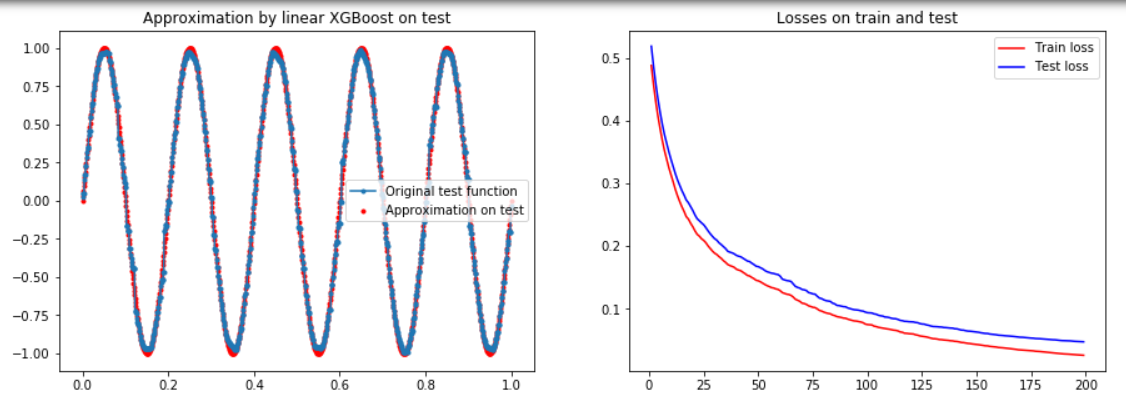 Approximation by linear XGBoost on test
1.00
0.75
0.50
0.25
0.00
−0.25
−0.50
−0.75
−1.00
Original test function
Approximation on test
0.0 0.2 0.4 0.6 0.8 1.0
Losses on train and test
Train loss
Test loss
0.5
0.4
0.3
0.2
0.1
0 25 50 75 100 125 150 175 200